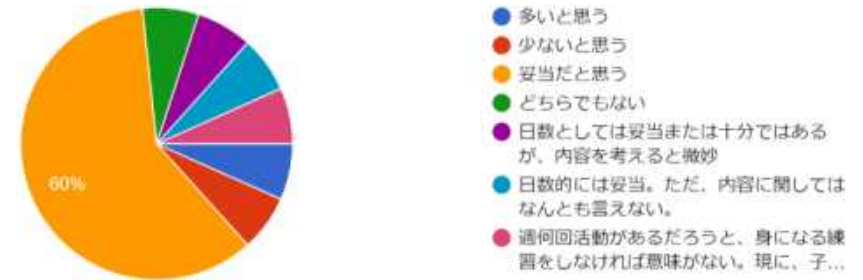 60%
多いと思う
少ないと思う
妥当だと思う
どちらでもない
日数としては妥当または十分ではある
が、内容を考えると微妙
日数的には妥当。ただ、内容に関しては
なんとも言えない。
週何回活動があるだろうと、身になる練
習をしなければ意味がない。現に、子...